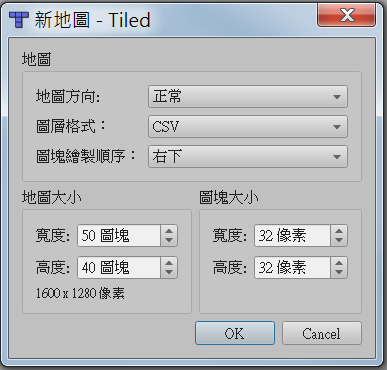 新地圖 - Tiled
地圖
地圖方向: 正常
圖層格式： CSV
圖塊繪製順序： 右下
地圖大小
寬度: 50 圖塊
高度: 40 圖塊
1600 x 1280 像素
圖塊大小
寬度: 32 像素
高度: 32 像素
OK Cancel